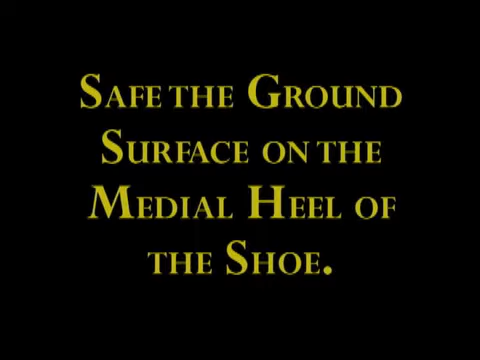 Safe the Ground
Surface on the
Medial Heel of
the Shoe.